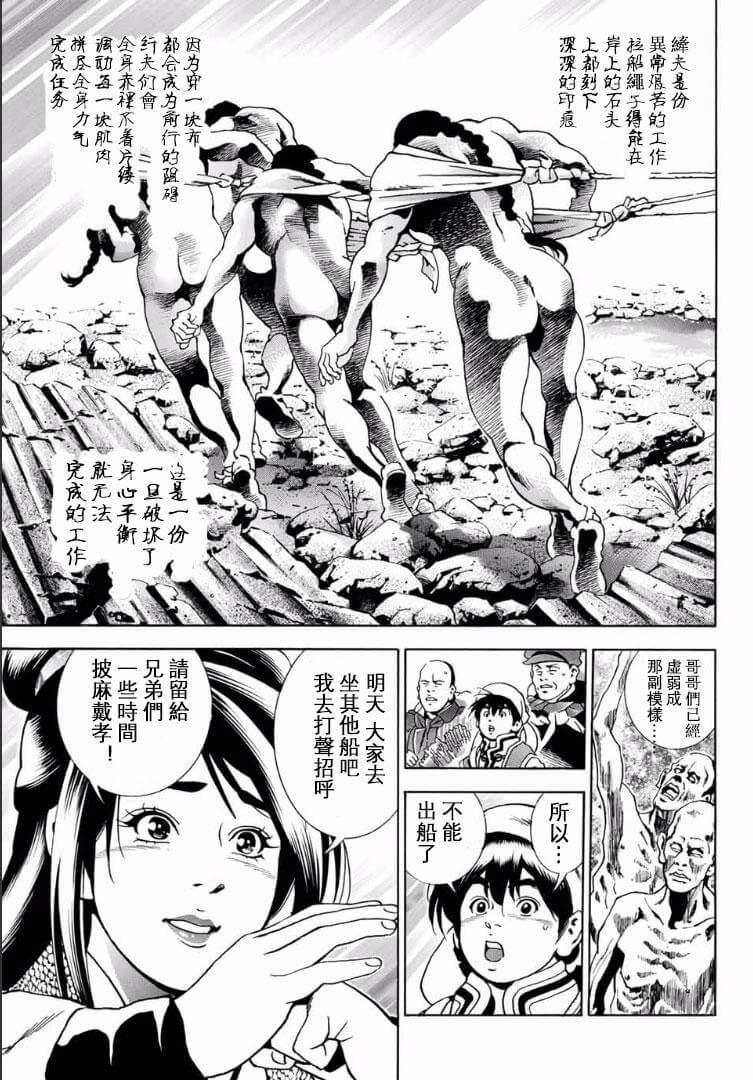 縴夫是份
異常艰苦的工作
拉船繩子得能在
岸上的石头
上都刻下
深深的印痕
因为穿一块布
都会成为前行的阻碍
纤夫们會
全身赤裡不着片缕
调动每一块肌肉
拼尽全身力气
完成任务
这是一份
一旦破坏了
身心平衡
就无法
完成的工作
哥哥們已經
虛弱成
那副模樣……
所以…
不能
出船了
明天 大家去
坐其他船吧
我去打聲招呼
請留給
兄弟們
一些時間
披麻戴孝！